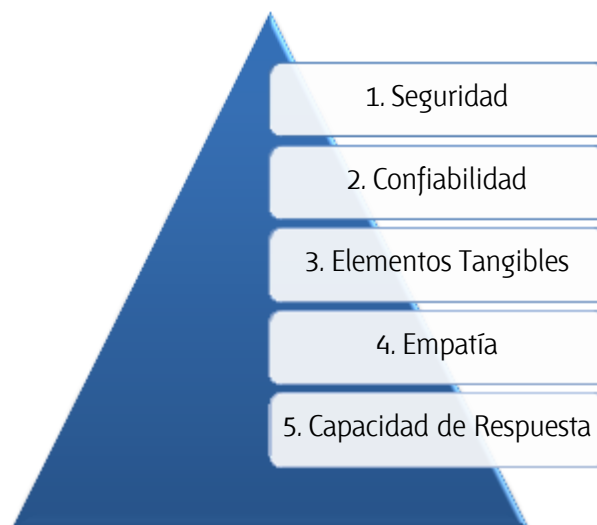 1. Seguridad
2. Confiabilidad
3. Elementos Tangibles
4. Empatía
5. Capacidad de Respuesta